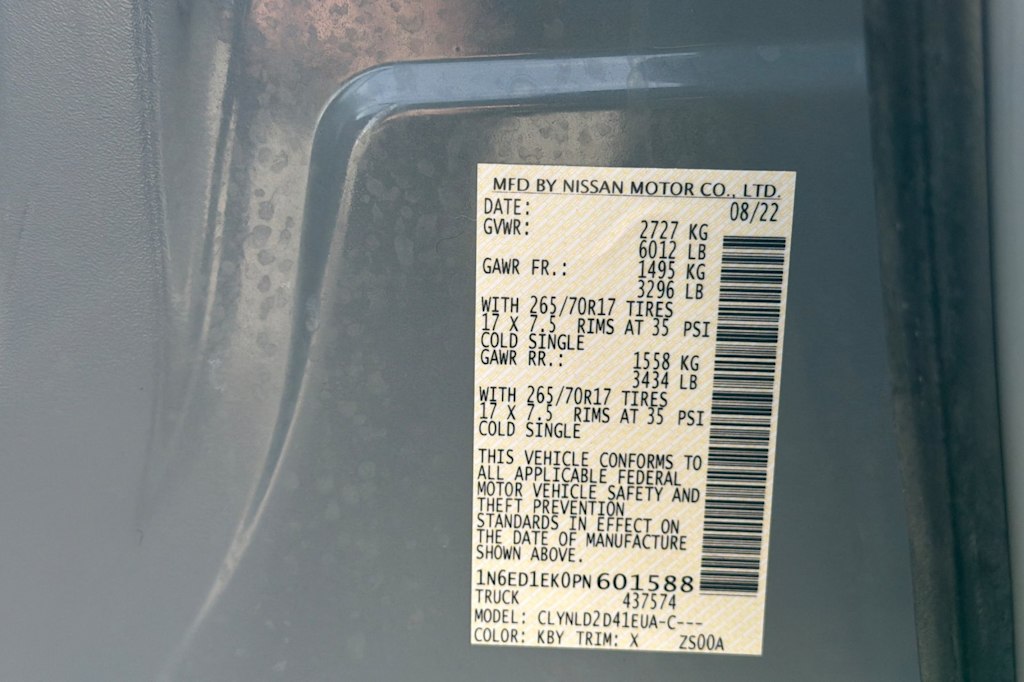 MFD BY NISSAN MOTOR CO., LTD.
DATE: 08/22
GVWR: 2727 KG
6012 LB
GAWR FR.: 1495 KG
3296 LB
WITH 265/70R17 TIRES
17 X 7.5 RIMS AT 35 PSI
COLD SINGLE
GAWR RR.: 1558 KG
3434 LB
WITH 265/70R17 TIRES
17 X 7.5 RIMS AT 35 PSI
COLD SINGLE
THIS VEHICLE CONFORMS TO
ALL APPLICABLE FEDERAL
MOTOR VEHICLE SAFETY AND
THEFT PREVENTION
STANDARDS IN EFFECT ON
THE DATE OF MANUFACTURE
SHOWN ABOVE.
1N6ED1EK0PN601588
TRUCK 437574
MODEL: CLYNLD2D41EUA-C---
COLOR: KBY TRIM: X ZS00A